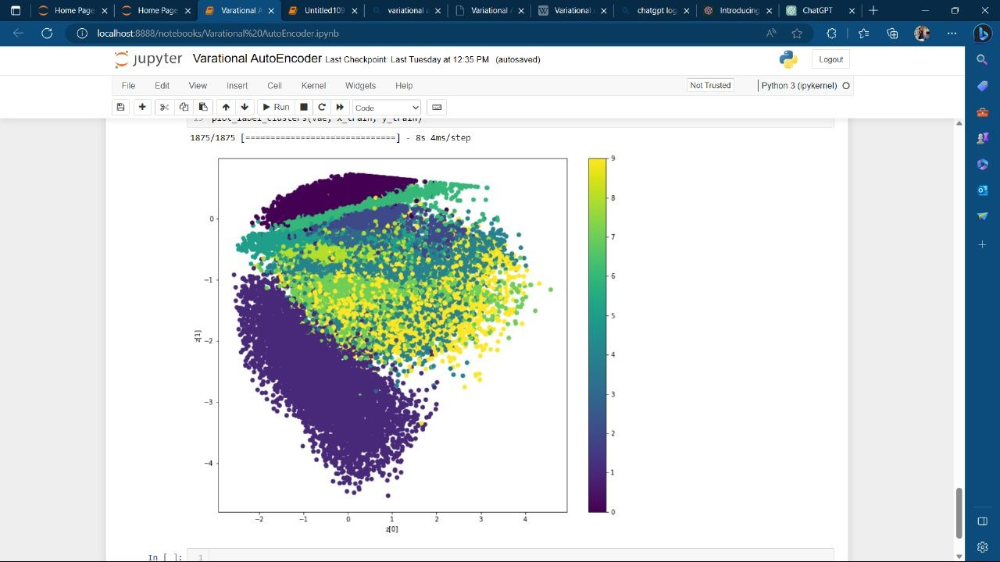 Home Page
Home Page
Varational A
Untitled109
variational a
Variational A
Variational a
chatgpt log
Introducing
ChatGPT
localhost:8888/notebooks/Varational%20AutoEncoder.ipynb
jupyter Varational AutoEncoder Last Checkpoint: Last Tuesday at 12:35 PM (autosaved)
Logout
File Edit View Insert Cell Kernel Widgets Help
Not Trusted
Python 3 (ipykernel)
Run
Code
plot_label_clusters(vae, x_train, y_train)
1875/1875 [==============================] - 8s 4ms/step
0
−1
−2
−3
−4
z[1]
−2 −1 0 1 2 3 4
z[0]
9
8
7
6
5
4
3
2
1
0
In [ ]: 1